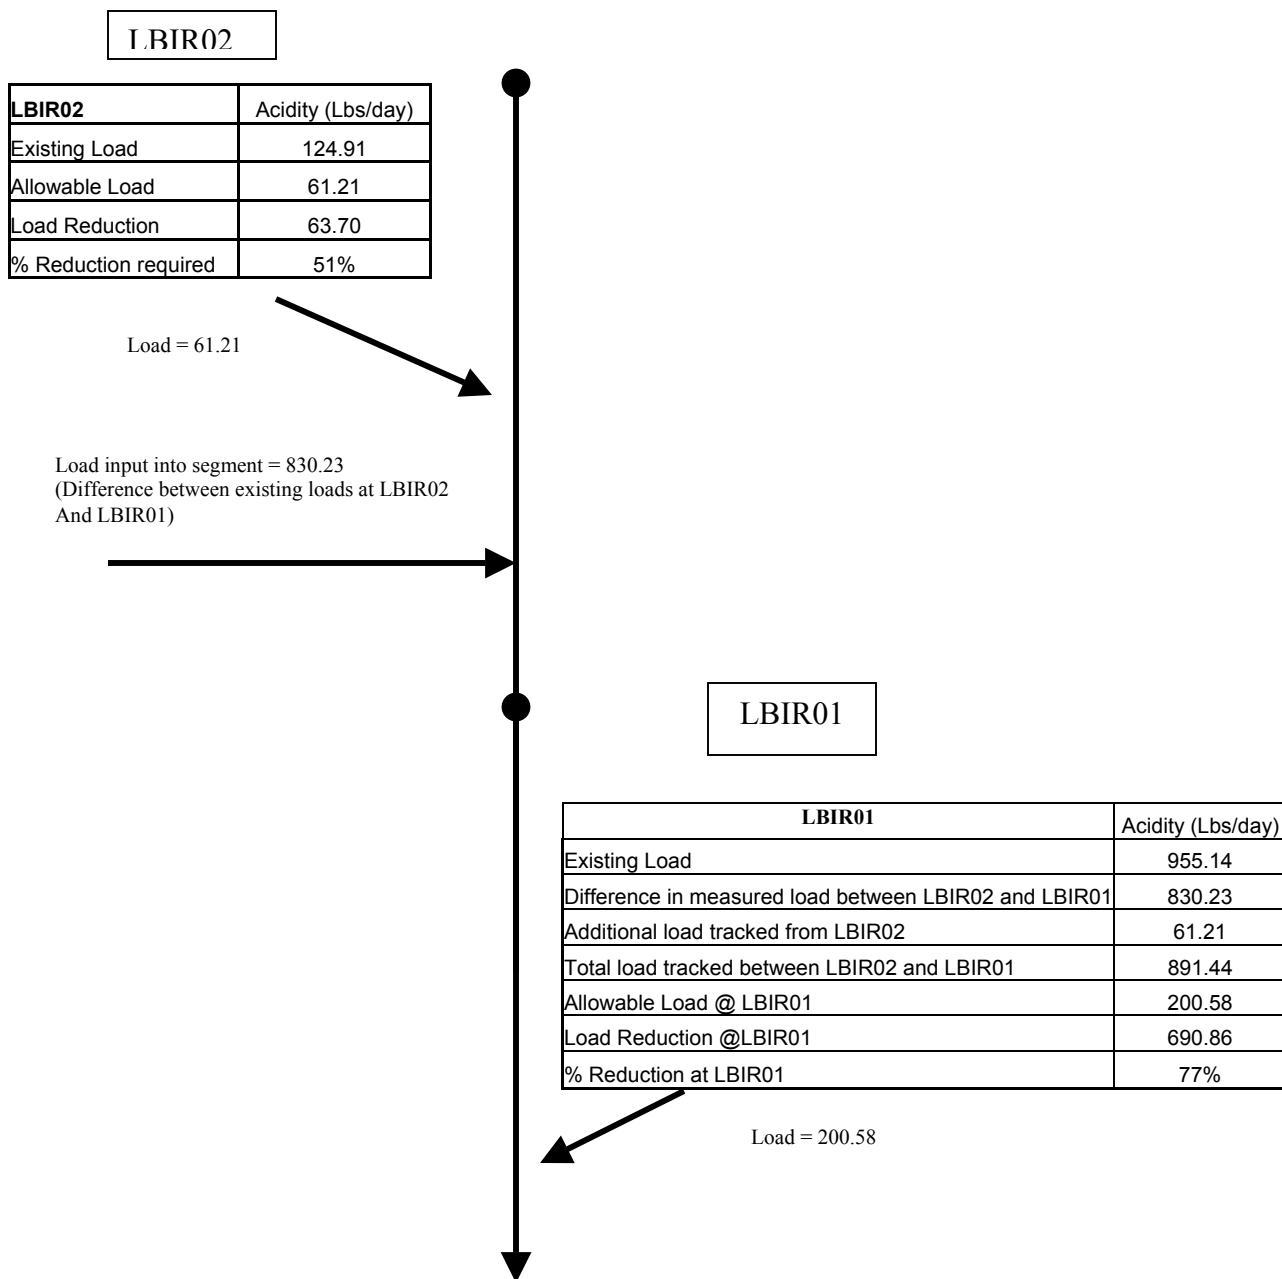 LBIR02
LBIR02 Acidity (Lbs/day)
Existing Load 124.91
Allowable Load 61.21
Load Reduction 63.70
% Reduction required 51%
Load = 61.21
Load input into segment = 830.23
(Difference between existing loads at LBIR02
And LBIR01)
LBIR01
LBIR01 Acidity (Lbs/day)
Existing Load 955.14
Difference in measured load between LBIR02 and LBIR01 830.23
Additional load tracked from LBIR02 61.21
Total load tracked between LBIR02 and LBIR01 891.44
Allowable Load @ LBIR01 200.58
Load Reduction @LBIR01 690.86
% Reduction at LBIR01 77%
Load = 200.58